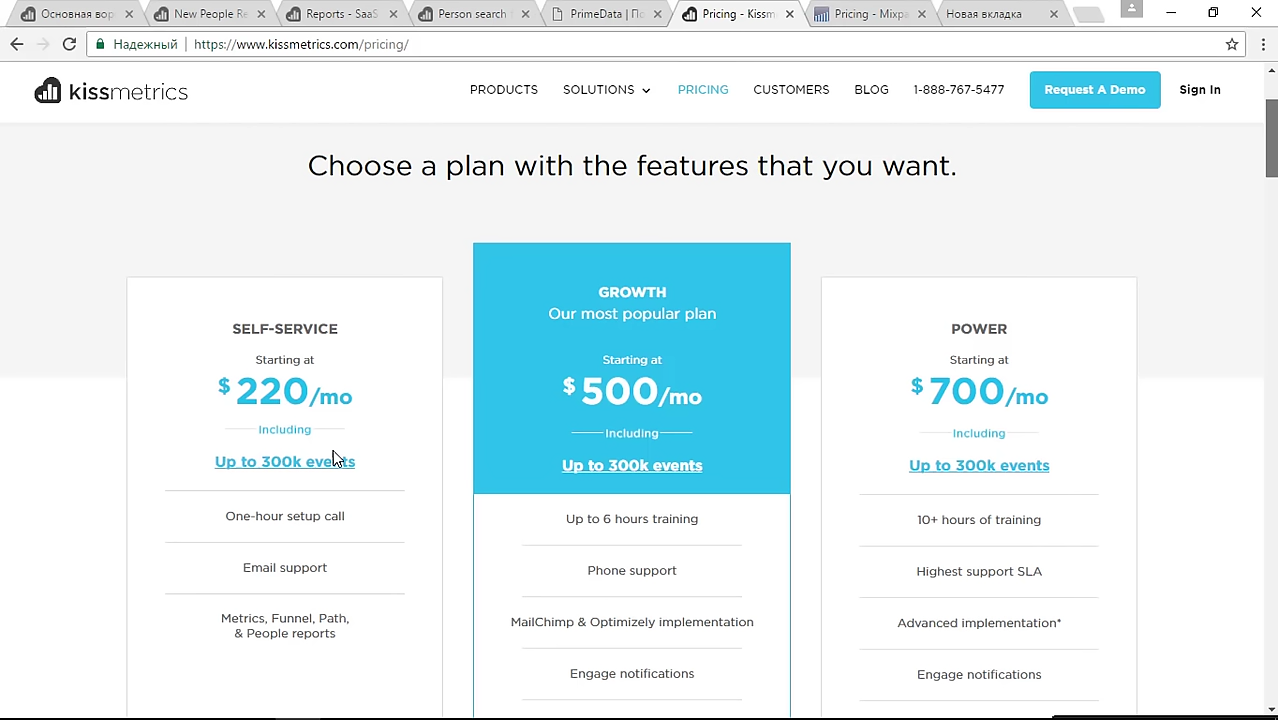 Основная вор
New People Re
Reports - SaaS
Person search
PrimeData | По
Pricing - Kissm
Pricing - Mixpa
Новая вкладка
Надежный
https://www.kissmetrics.com/pricing/
kissmetrics
PRODUCTS
SOLUTIONS
PRICING
CUSTOMERS
BLOG
1-888-767-5477
Request A Demo
Sign In
Choose a plan with the features that you want.
SELF-SERVICE
Starting at
$220/mo
Including
Up to 300k events
One-hour setup call
Email support
Metrics, Funnel, Path,
& People reports
GROWTH
Our most popular plan
Starting at
$500/mo
Including
Up to 300k events
Up to 6 hours training
Phone support
MailChimp & Optimizely implementation
Engage notifications
POWER
Starting at
$700/mo
Including
Up to 300k events
10+ hours of training
Highest support SLA
Advanced implementation*
Engage notifications